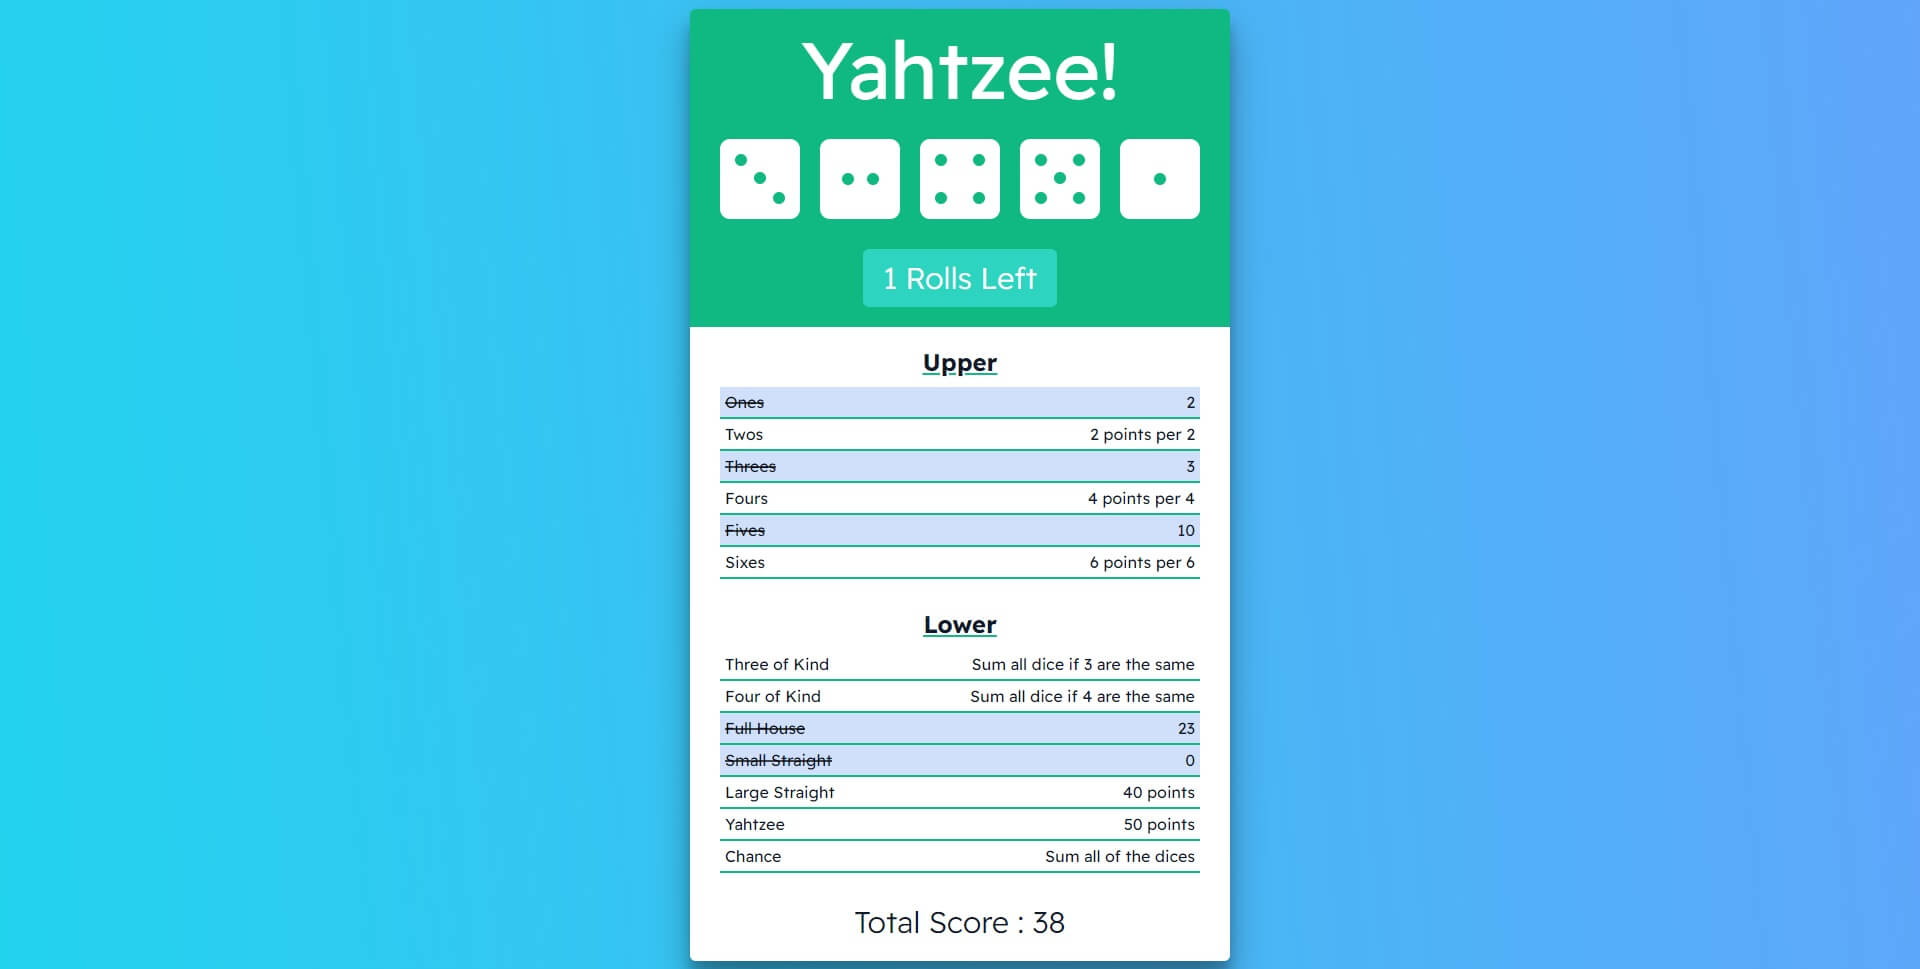 Yahtzee!
1 Rolls Left
Upper
Ones 2
Twos 2 points per 2
Threes 3
Fours 4 points per 4
Fives 10
Sixes 6 points per 6
Lower
Three of Kind Sum all dice if 3 are the same
Four of Kind Sum all dice if 4 are the same
Full House 23
Small Straight 0
Large Straight 40 points
Yahtzee 50 points
Chance Sum all of the dices
Total Score : 38